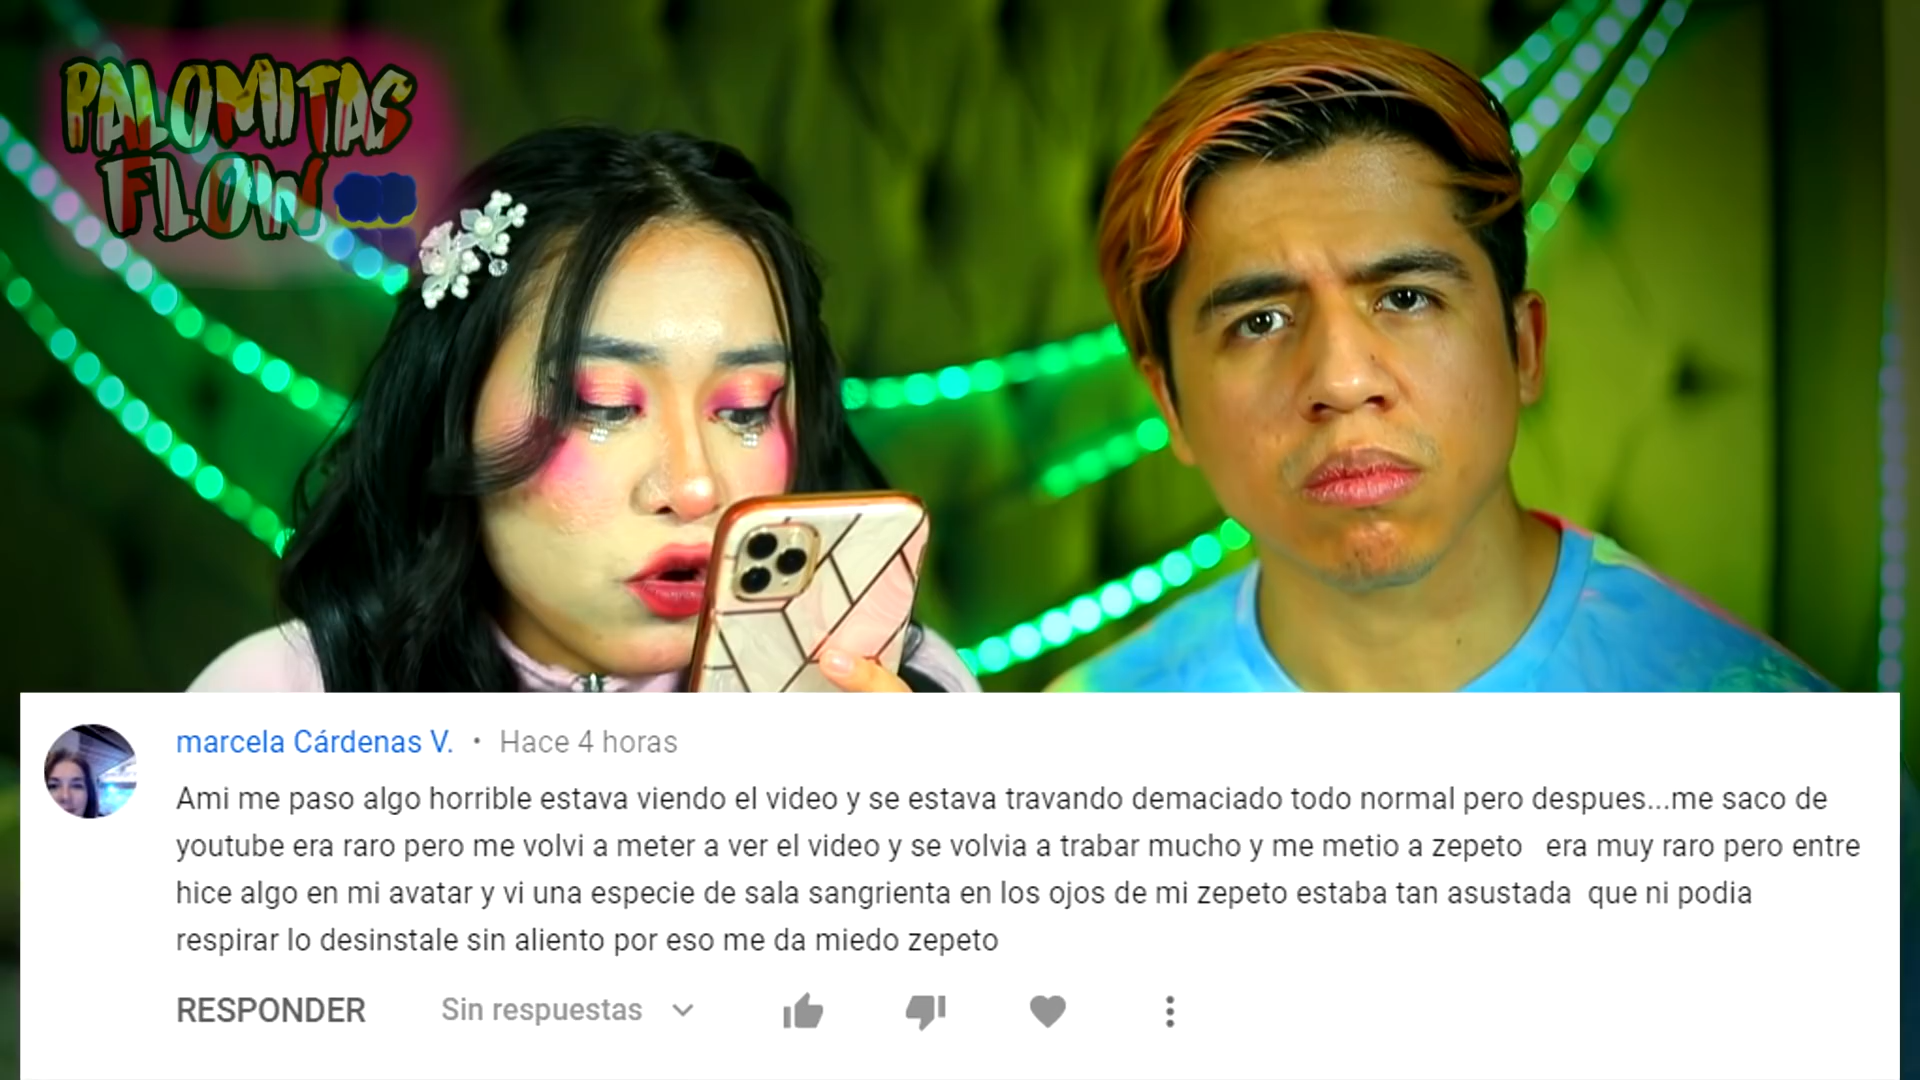 PALOMITAS
FLOW
marcela Cárdenas V. • Hace 4 horas
Ami me paso algo horrible estava viendo el video y se estava travando demaciado todo normal pero despues...me saco de
youtube era raro pero me volvi a meter a ver el video y se volvia a trabar mucho y me metio a zepeto era muy raro pero entre
hice algo en mi avatar y vi una especie de sala sangrienta en los ojos de mi zepeto estaba tan asustada que ni podia
respirar lo desinstale sin aliento por eso me da miedo zepeto
RESPONDER Sin respuestas